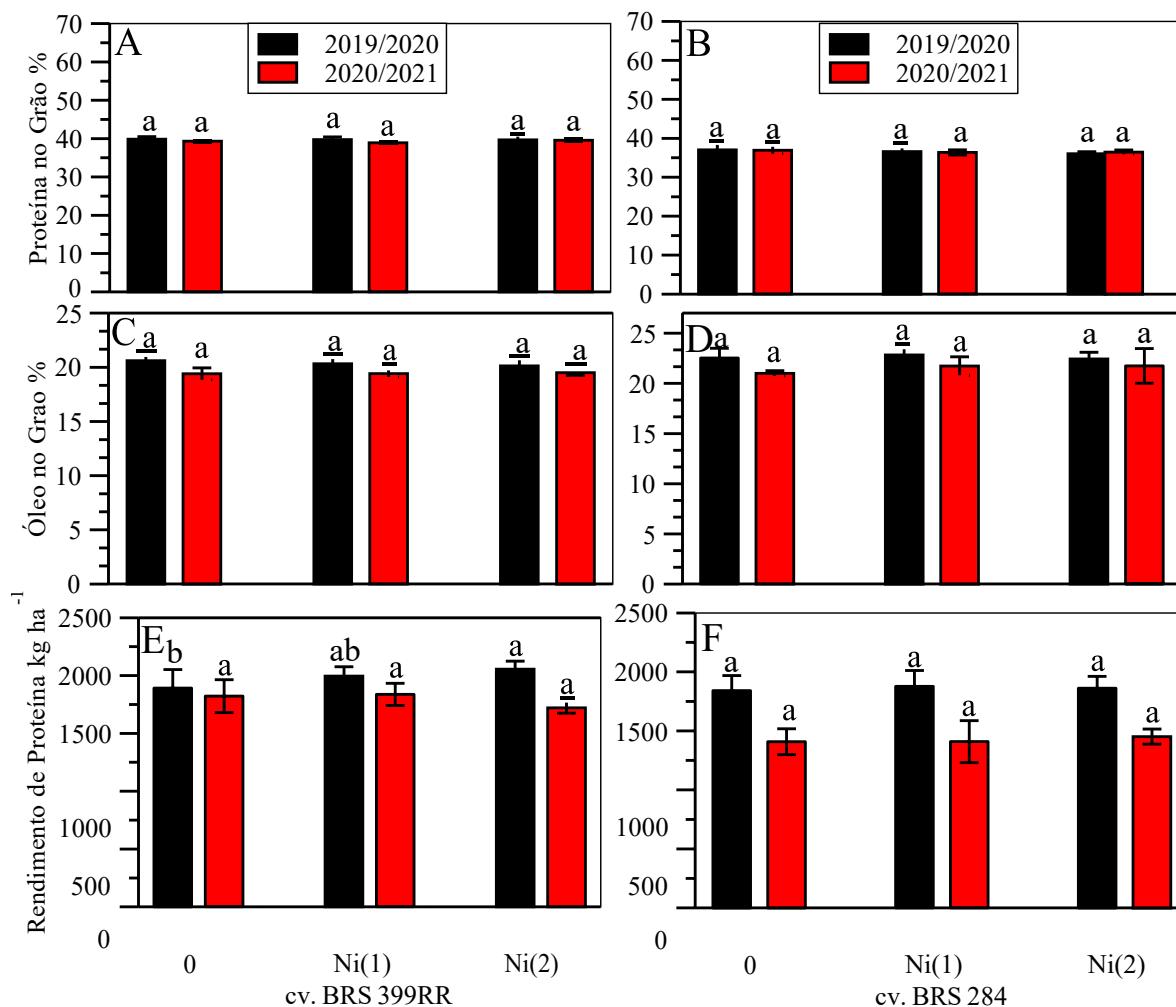 A
2019/2020
2020/2021
Proteína no Grão %
70
60
50
40
30
20
10
0
a a a a a a
B
2019/2020
2020/2021
70
60
50
40
30
20
10
0
a a a a a a
C
Óleo no Grao %
25
20
15
10
5
0
a a a a a a
D
25
20
15
10
5
0
a a a a a a
E
Rendimento de Proteína kg ha -1
2500
2000
1500
1000
500
0
b a ab a a a
0 Ni(1) Ni(2)
cv. BRS 399RR
F
2500
2000
1500
1000
500
0
a a a a a a
0 Ni(1) Ni(2)
cv. BRS 284